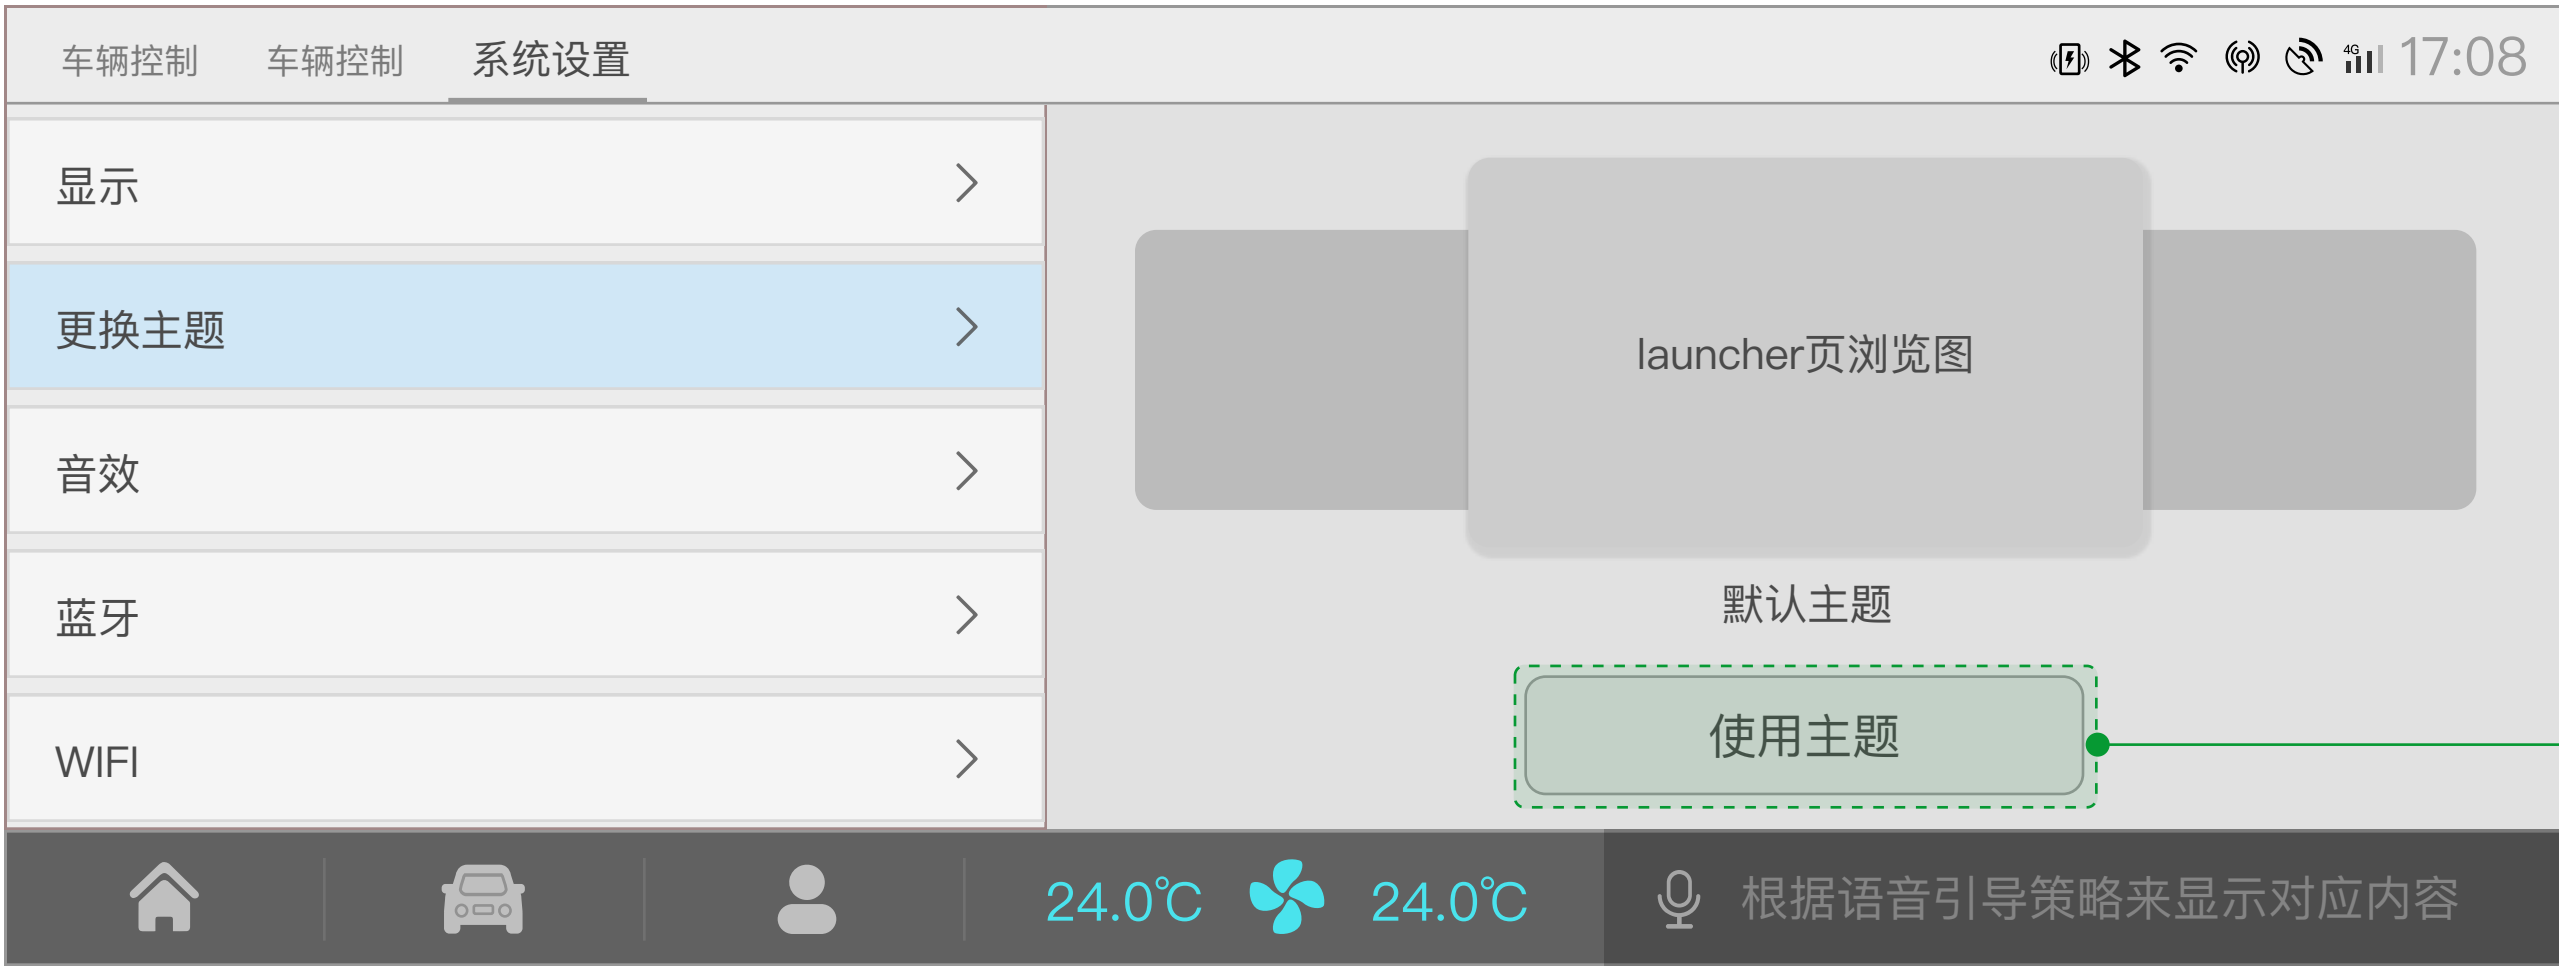 车辆控制 车辆控制 系统设置 4G 17:08
显示
更换主题
音效
蓝牙
WIFI
launcher页浏览图
默认主题
使用主题
24.0℃ 24.0℃ 根据语音引导策略来显示对应内容